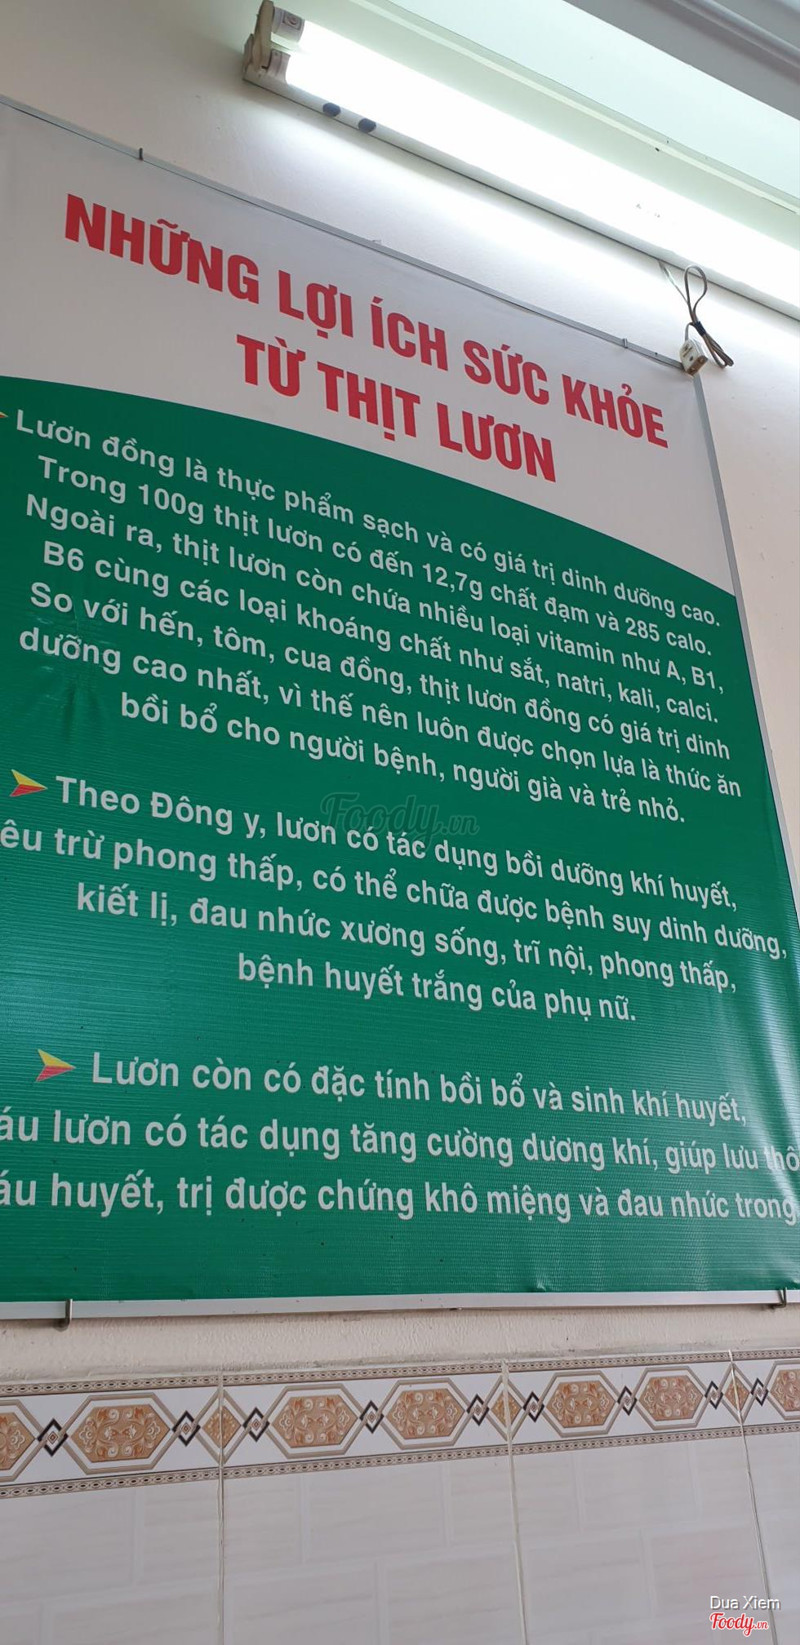 NHỮNG LỢI ÍCH SỨC KHỎE
TỪ THỊT LƯƠN
Lươn đồng là thực phẩm sạch và có giá trị dinh dưỡng cao.
Trong 100g thịt lươn có đến 12,7g chất đạm và 285 calo.
Ngoài ra, thịt lươn còn chứa nhiều loại vitamin như A, B1,
B6 cùng các loại khoáng chất như sắt, natri, kali, calci.
So với hến, tôm, cua đồng, thịt lươn đồng có giá trị dinh
dưỡng cao nhất, vì thế nên luôn được chọn lựa là thức ăn
bồi bổ cho người bệnh, người già và trẻ nhỏ.
Foody.vn
Theo Đông y, lươn có tác dụng bồi dưỡng khí huyết,
êu trừ phong thấp, có thể chữa được bệnh suy dinh dưỡng,
kiết lị, đau nhức xương sống, trĩ nội, phong thấp,
bệnh huyết trắng của phụ nữ.
Lươn còn có đặc tính bồi bổ và sinh khí huyết,
áu lươn có tác dụng tăng cường dương khí, giúp lưu thô
áu huyết, trị được chứng khô miệng và đau nhức trong
Dua Xiem
Foody.vn